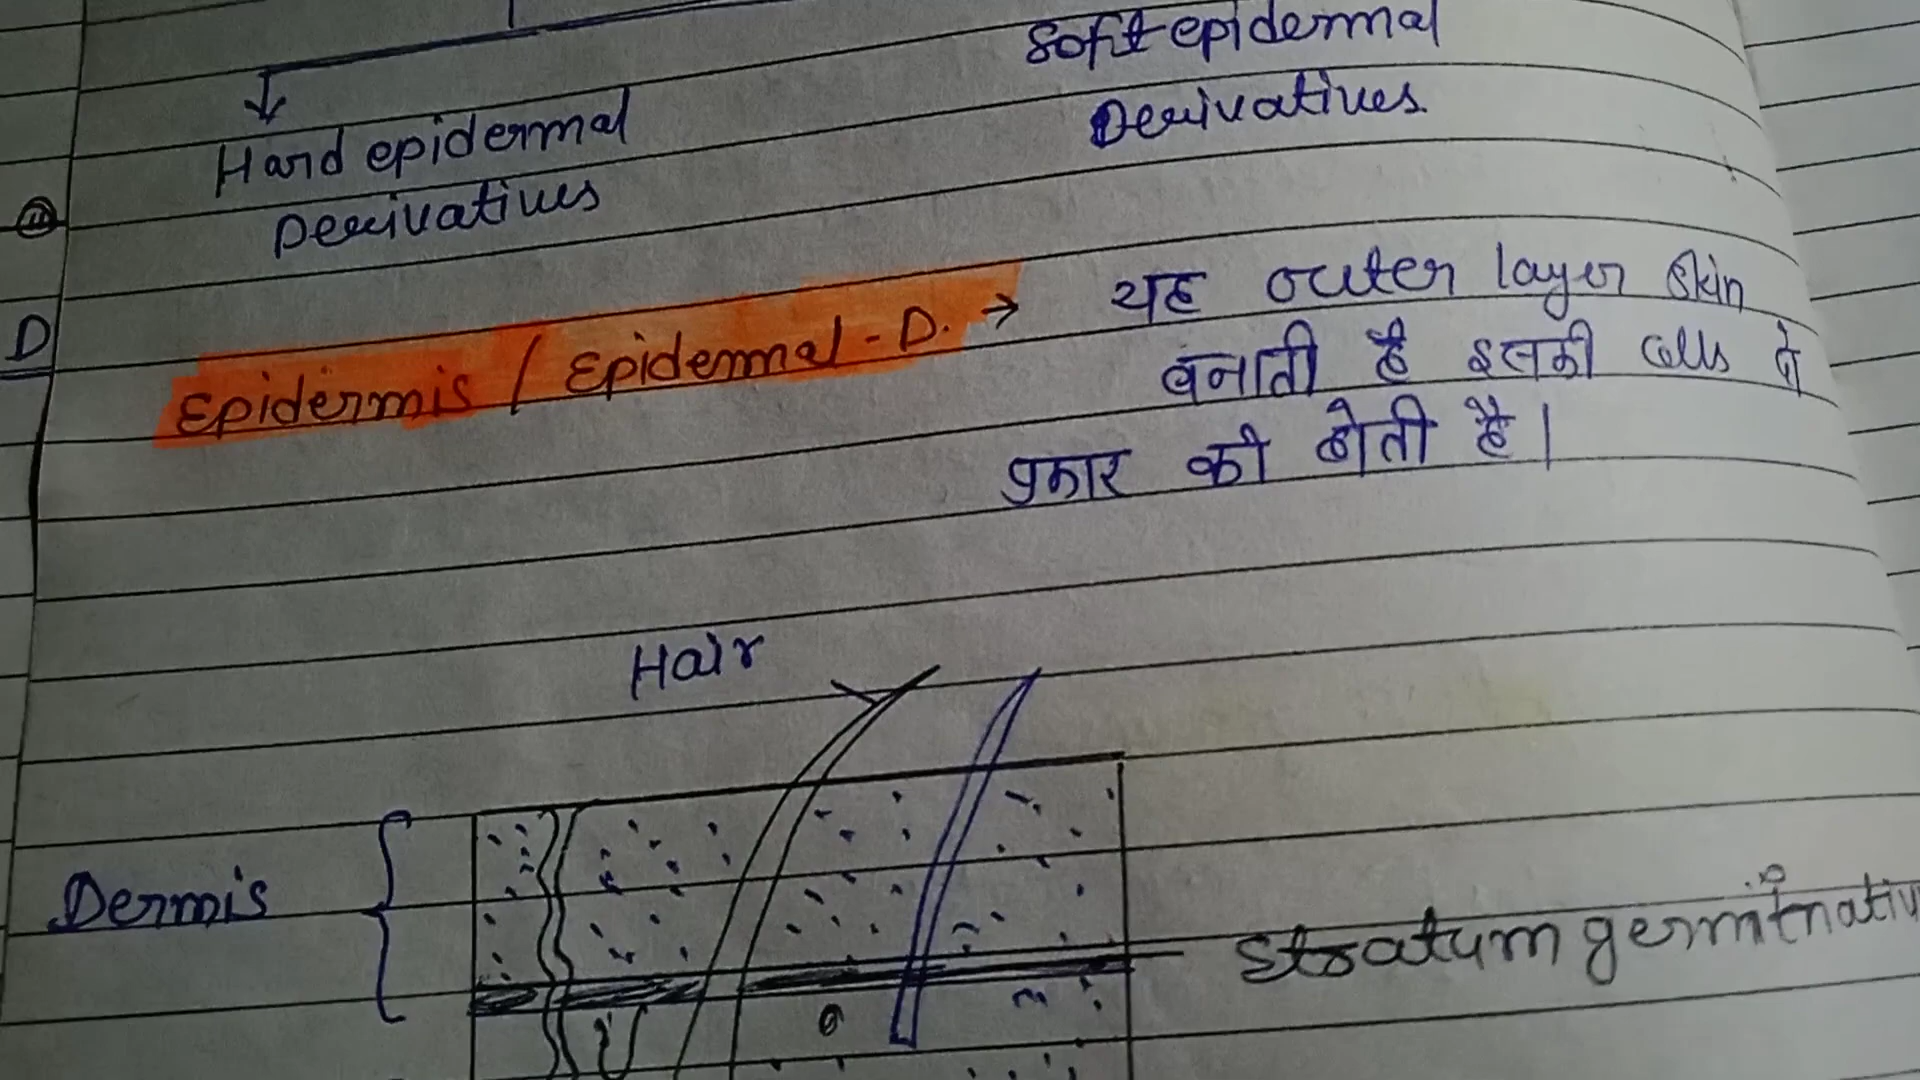 Soft epidermal
Derivatives.
Hard epidermal
Derivatives
D
Epidermis / Epidermal - D. → यह outer layer skin
बनाती है इसकी cells दो
प्रकार की होती है।
Hair
Dermis
Stratum germinativ